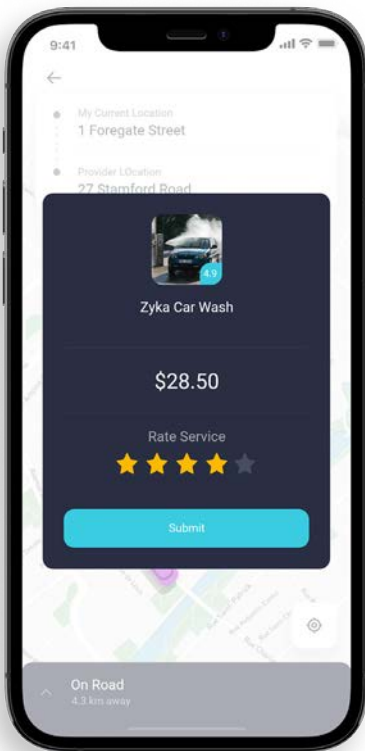 9:41
My Current Location
1 Foregate Street
Provider LOcation
27 Stamford Road
4.9
Zyka Car Wash
$28.50
Rate Service
Submit
On Road
4.3 km away